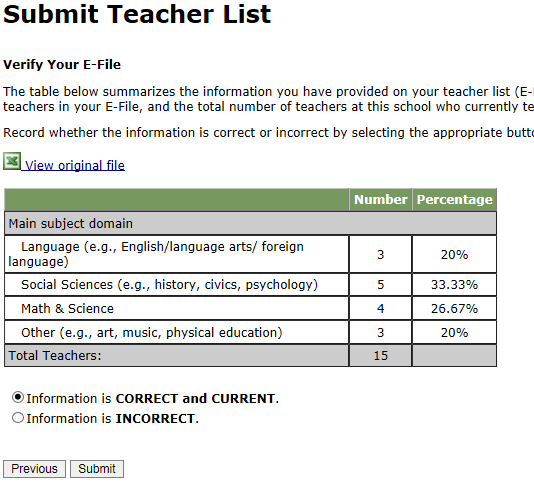 Submit Teacher List
Verify Your E-File
The table below summarizes the information you have provided on your teacher list (E-
teachers in your E-File, and the total number of teachers at this school who currently te
Record whether the information is correct or incorrect by selecting the appropriate butto
View original file
Number Percentage
Main subject domain
Language (e.g., English/language arts/ foreign
language) 3 20%
Social Sciences (e.g., history, civics, psychology) 5 33.33%
Math & Science 4 26.67%
Other (e.g., art, music, physical education) 3 20%
Total Teachers: 15
Information is CORRECT and CURRENT.
Information is INCORRECT.
Previous Submit